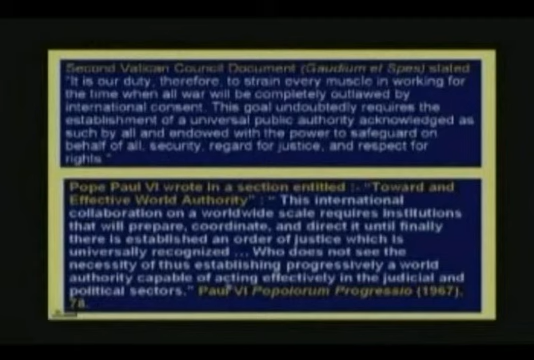 Second Vatican Council Document (Gaudium et Spes) stated
"It is our duty, therefore, to strain every muscle in working for
the time when all war will be completely outlawed by
international consent. This goal undoubtedly requires the
establishment of a universal public authority acknowledged as
such by all and endowed with the power to safeguard on
behalf of all, security, regard for justice, and respect for
rights."
Pope Paul VI wrote in a section entitled :- "Toward and
Effective World Authority" : " This international
collaboration on a worldwide scale requires institutions
that will prepare, coordinate, and direct it until finally
there is established an order of justice which is
universally recognized ... Who does not see the
necessity of thus establishing progressively a world
authority capable of acting effectively in the judicial and
political sectors." Paul VI Popolorum Progressio (1967),
78.